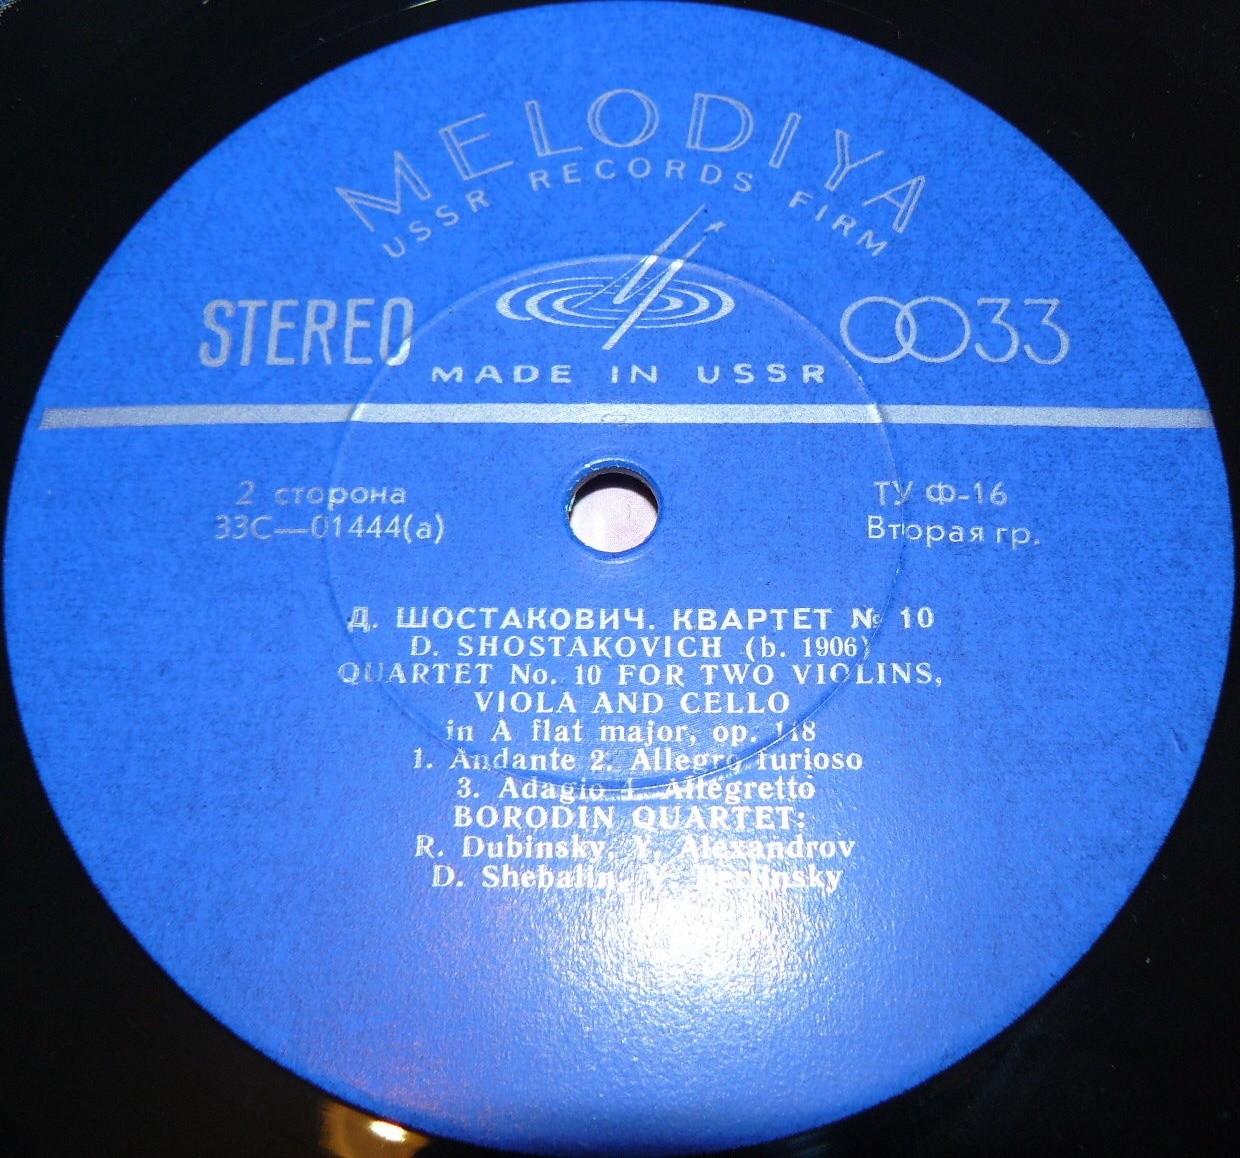 MELODIYA
USSR RECORDS FIRM
STEREO
33
MADE IN USSR
2 сторона
33С—01444(а)
ТУ Ф-16
Вторая гр.
Д. ШОСТАКОВИЧ. КВАРТЕТ № 10
D. SHOSTAKOVICH (b. 1906)
QUARTET No. 10 FOR TWO VIOLINS,
VIOLA AND CELLO
in A flat major, op. 118
1. Andante 2. Allegro furioso
3. Adagio 4. Allegretto
BORODIN QUARTET:
R. Dubinsky, Y. Alexandrov
D. Shebalin, V. Berlinsky